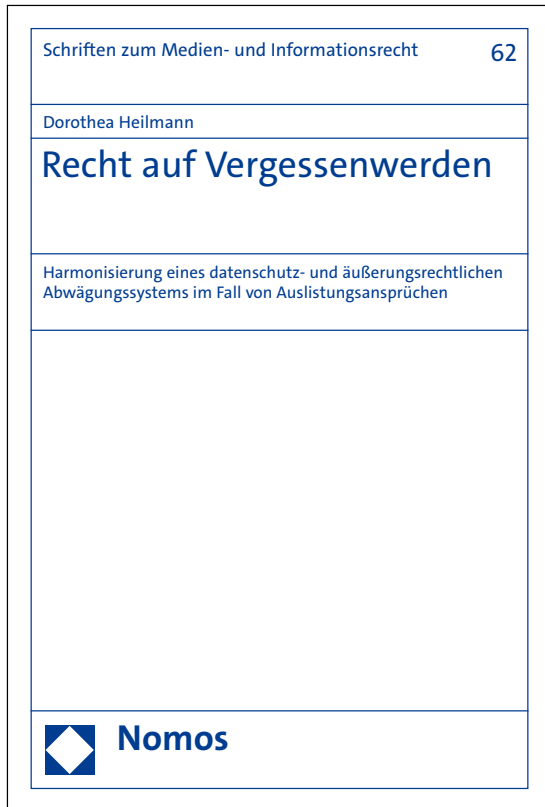 Schriften zum Medien- und Informationsrecht 62
Dorothea Heilmann
Recht auf Vergessenwerden
Harmonisierung eines datenschutz- und äußerungsrechtlichen
Abwägungssystems im Fall von Auslistungsansprüchen
Nomos